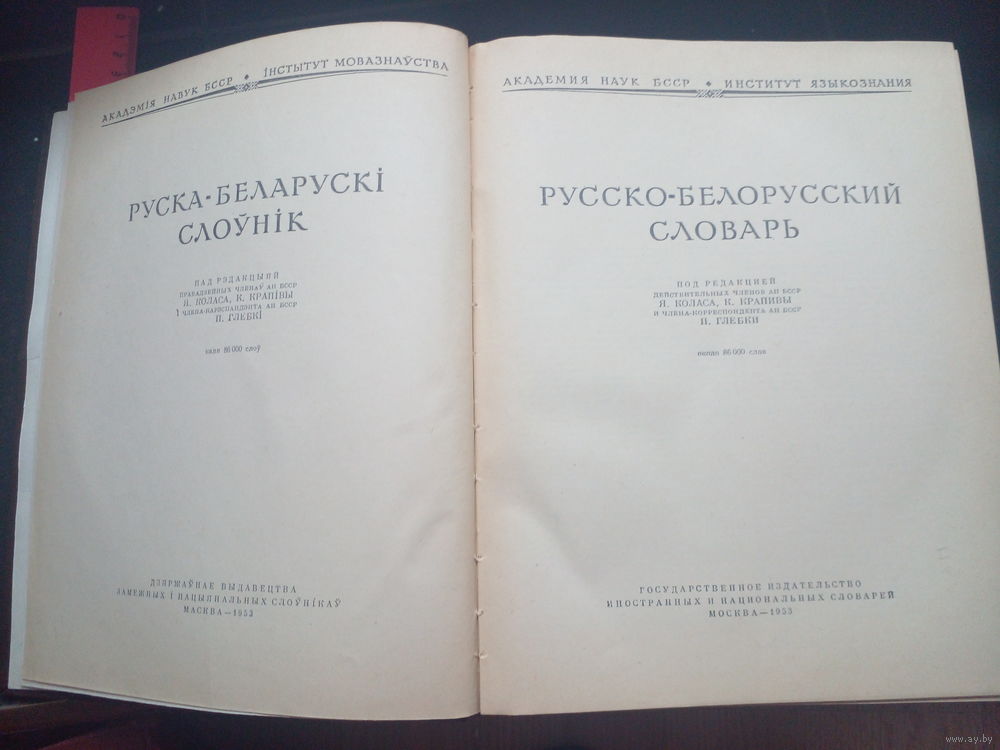 АКАДЭМІЯ НАВУК БССР • ІНСТЫТУТ МОВАЗНАЎСТВА
РУСКА-БЕЛАРУСКІ
СЛОЎНІК
ПАД РЭДАКЦЫЯЙ
ПРАВАДЗЕЙНЫХ ЧЛЕНАЎ АН БССР
Я. КОЛАСА, К. КРАПІВЫ
І ЧЛЕНА-КАРЭСПАНДЭНТА АН БССР
П. ГЛЕБКІ
каля 86 000 слоў
ДЗЯРЖАЎНАЕ ВЫДАВЕЦТВА
ЗАМЕЖНЫХ І НАЦЫЯНАЛЬНЫХ СЛОЎНІКАЎ
МАСКВА—1953
АКАДЕМИЯ НАУК БССР • ИНСТИТУТ ЯЗЫКОЗНАНИЯ
РУССКО-БЕЛОРУССКИЙ
СЛОВАРЬ
ПОД РЕДАКЦИЕЙ
ДЕЙСТВИТЕЛЬНЫХ ЧЛЕНОВ АН БССР
Я. КОЛАСА, К. КРАПИВЫ
И ЧЛЕНА-КОРРЕСПОНДЕНТА АН БССР
П. ГЛЕБКИ
около 86 000 слов
ГОСУДАРСТВЕННОЕ ИЗДАТЕЛЬСТВО
ИНОСТРАННЫХ И НАЦИОНАЛЬНЫХ СЛОВАРЕЙ
МОСКВА—1953
www.ay.by